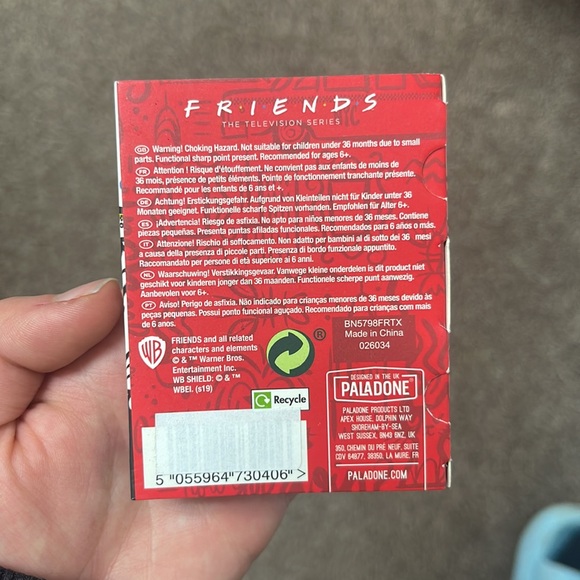 F·R·I·E·N·D·S
THE TELEVISION SERIES
GB Warning! Choking Hazard. Not suitable for children under 36 months due to small
parts. Functional sharp point present. Recommended for ages 6+.
FR Attention ! Risque d'étouffement. Ne convient pas aux enfants de moins de
36 mois, présence de petits éléments. Pointe de fonctionnement tranchante présente.
Recommandé pour les enfants de 6 ans et +.
DE Achtung! Erstickungsgefahr. Aufgrund von Kleinteilen nicht für Kinder unter 36
Monaten geeignet. Funktionelle scharfe Spitzen vorhanden. Empfohlen für Alter 6+.
ES ¡Advertencia! Riesgo de asfixia. No apto para niños menores de 36 meses. Contiene
piezas pequeñas. Presenta puntas afiladas funcionales. Recomendados para 6 años o más.
IT Attenzione! Rischio di soffocamento. Non adatto per bambini al di sotto dei 36 mesi
a causa della presenza di piccole parti. Presenza di bordo funzionale appuntito.
Raccomandato per persone di età superiore ai 6 anni.
NL Waarschuwing! Verstikkingsgevaar. Vanwege kleine onderdelen is dit product niet
geschikt voor kinderen jonger dan 36 maanden. Functionele scherpe punt aanwezig.
Aanbevolen voor 6+.
PT Aviso! Perigo de asfixia. Não indicado para crianças menores de 36 meses devido às
peças pequenas. Possui ponto funcional aguçado. Recomendado para crianças com mais
de 6 anos.
WB
FRIENDS and all related
characters and elements
© & ™ Warner Bros.
Entertainment Inc.
WB SHIELD: © & ™
WBEI. (s19)
®
Recycle
BN5798FRTX
Made in China
026034
DESIGNED IN THE UK
PALADONE
PALADONE PRODUCTS LTD
APEX HOUSE, DOLPHIN WAY
SHOREHAM-BY-SEA
WEST SUSSEX, BN43 6NZ, UK
350, CHEMIN DU PRÉ NEUF, SUITE
CDV 64877, 38350, LA MURE, FR
PALADONE.COM
5 "055964"730406">